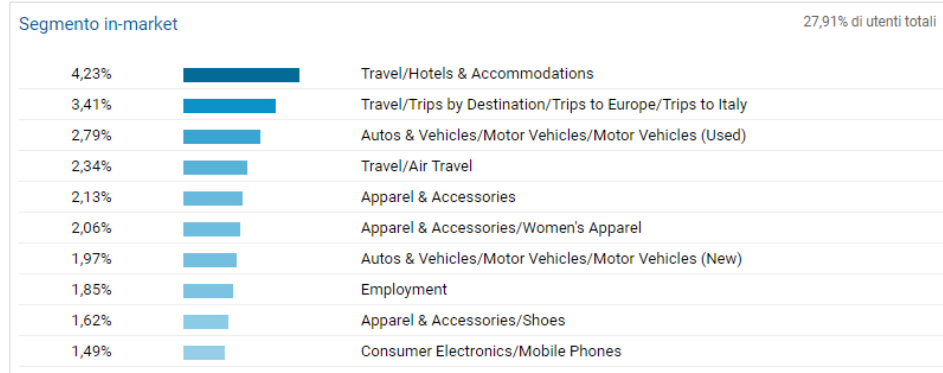 Segmento in-market 27,91% di utenti totali
4,23% Travel/Hotels & Accommodations
3,41% Travel/Trips by Destination/Trips to Europe/Trips to Italy
2,79% Autos & Vehicles/Motor Vehicles/Motor Vehicles (Used)
2,34% Travel/Air Travel
2,13% Apparel & Accessories
2,06% Apparel & Accessories/Women's Apparel
1,97% Autos & Vehicles/Motor Vehicles/Motor Vehicles (New)
1,85% Employment
1,62% Apparel & Accessories/Shoes
1,49% Consumer Electronics/Mobile Phones